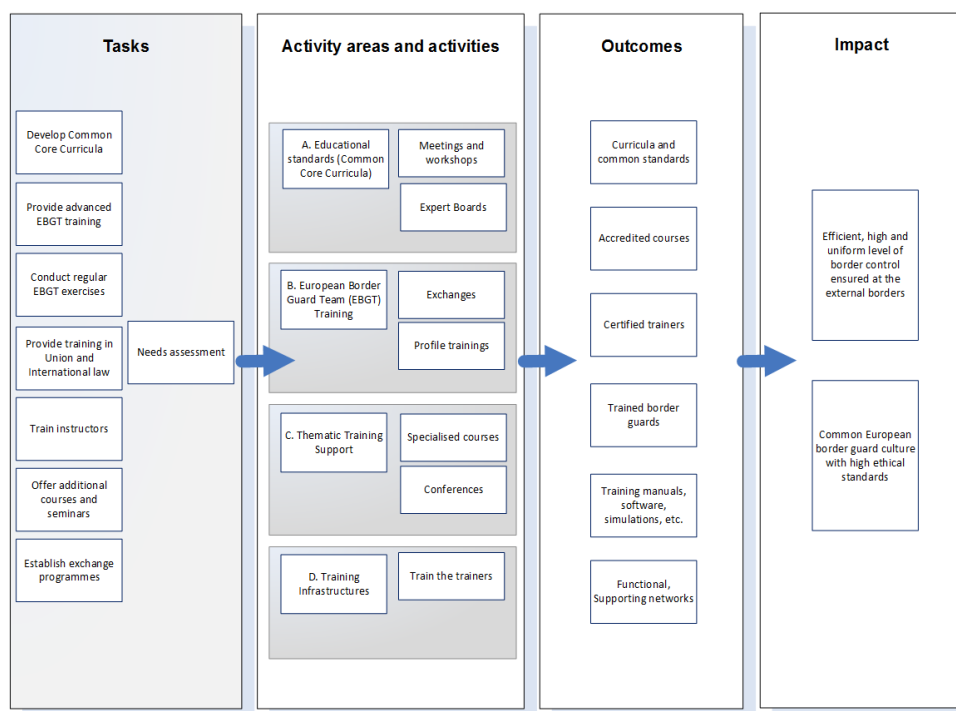 Tasks
Develop Common
Core Curricula
Provide advanced
EBGT training
Conduct regular
EBGT exercises
Provide training in
Union and
International law
Needs assessment
Train instructors
Offer additional
courses and
seminars
Establish exchange
programmes
Activity areas and activities
A. Educational
standards (Common
Core Curricula)
Meetings and
workshops
Expert Boards
B. European Border
Guard Team (EBGT)
Training
Exchanges
Profile trainings
C. Thematic Training
Support
Specialised courses
Conferences
D. Training
Infrastructures
Train the trainers
Outcomes
Curricula and
common standards
Accredited courses
Certified trainers
Trained border
guards
Training manuals,
software,
simulations, etc.
Functional,
Supporting networks
Impact
Efficient, high and
uniform level of
border control
ensured at the
external borders
Common European
border guard culture
with high ethical
standards